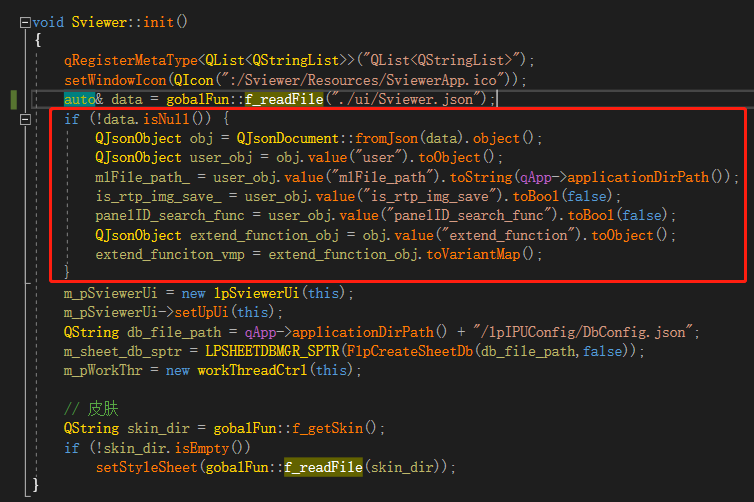 void Sviewer::init()
{
qRegisterMetaType<QList<QStringList>>("QList<QStringList>");
setWindowIcon(QIcon(":/Sviewer/Resources/SviewerApp.ico"));
auto& data = gobalFun::f_readFile("./ui/Sviewer.json");
if (!data.isNull()) {
QJsonObject obj = QJsonDocument::fromJson(data).object();
QJsonObject user_obj = obj.value("user").toObject();
mlFile_path_ = user_obj.value("mlFile_path").toString(qApp->applicationDirPath());
is_rtp_img_save_ = user_obj.value("is_rtp_img_save").toBool(false);
panelID_search_func = user_obj.value("panelID_search_func").toBool(false);
QJsonObject extend_function_obj = obj.value("extend_function").toObject();
extend_funciton_vmp = extend_function_obj.toVariantMap();
}
m_pSviewerUi = new lpSviewerUi(this);
m_pSviewerUi->setUpUi(this);
QString db_file_path = qApp->applicationDirPath() + "/lpIPUConfig/DbConfig.json";
m_sheet_db_sptr = LPSHEETDBMGR_SPTR(FlpCreateSheetDb(db_file_path,false));
m_pWorkThr = new workThreadCtrl(this);
// 皮肤
QString skin_dir = gobalFun::f_getSkin();
if (!skin_dir.isEmpty())
setStyleSheet(gobalFun::f_readFile(skin_dir));
}